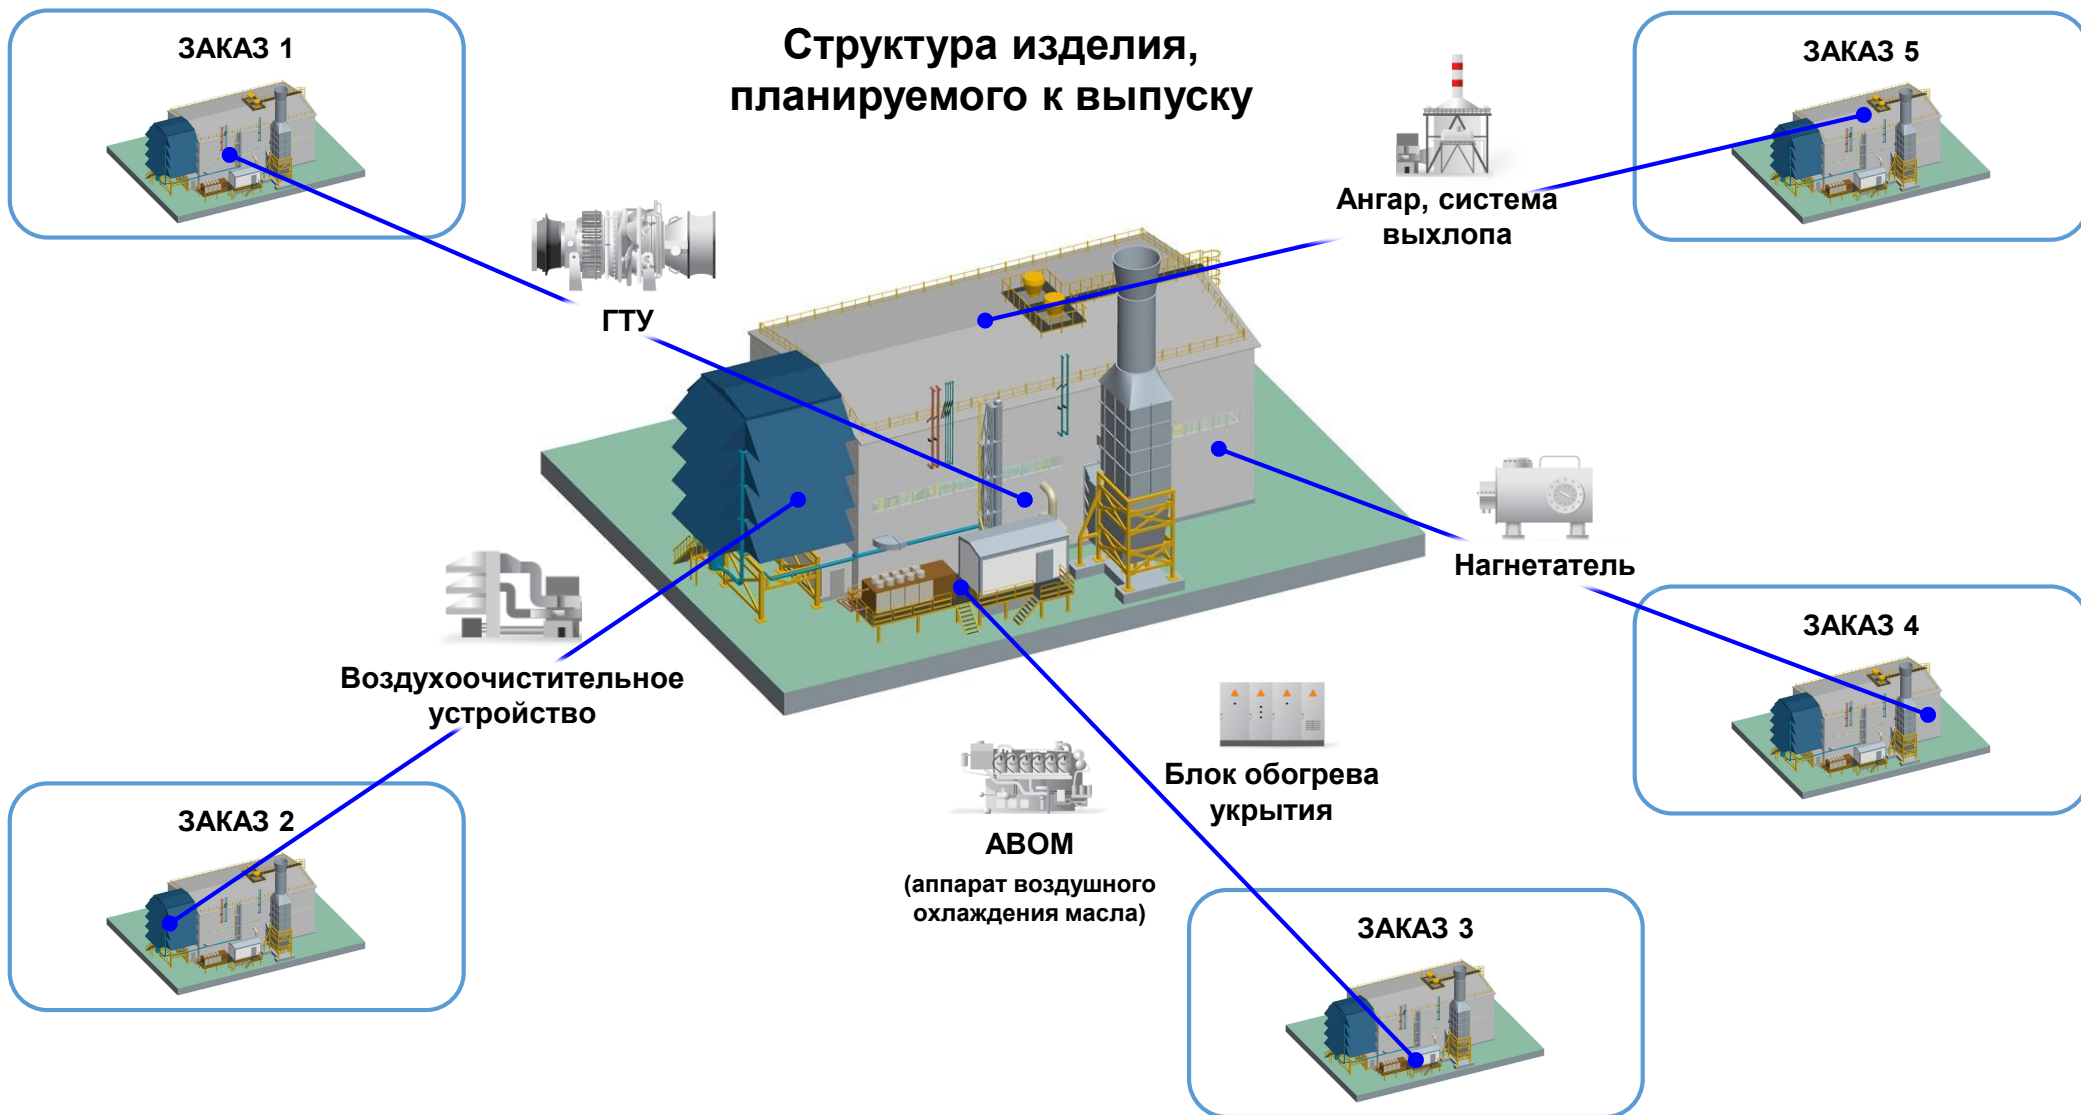 Структура изделия,
планируемого к выпуску
ЗАКАЗ 1
ЗАКАЗ 5
Ангар, система
выхлопа
ГТУ
Нагнетатель
ЗАКАЗ 4
Воздухоочистительное
устройство
ЗАКАЗ 2
Блок обогрева
укрытия
АВОМ
(аппарат воздушного
охлаждения масла)
ЗАКАЗ 3